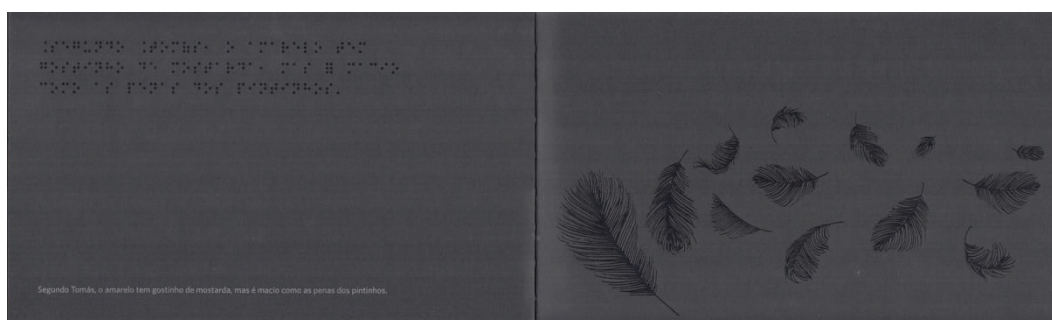 ⠨⠎⠑⠛⠥⠝⠙⠕ ⠨⠞⠕⠍⠜⠎⠂ ⠕ ⠁⠍⠁⠗⠑⠇⠕ ⠞⠑⠍
⠛⠕⠎⠞⠊⠝⠓⠕ ⠙⠑ ⠍⠕⠎⠞⠁⠗⠙⠁⠂ ⠍⠁⠎ ⠿ ⠍⠁⠉⠊⠕
⠉⠕⠍⠕ ⠁⠎ ⠏⠑⠝⠁⠎ ⠙⠕⠎ ⠏⠊⠝⠞⠊⠝⠓⠕⠎⠄
Segundo Tomás, o amarelo tem gostinho de mostarda, mas é macio como as penas dos pintinhos.